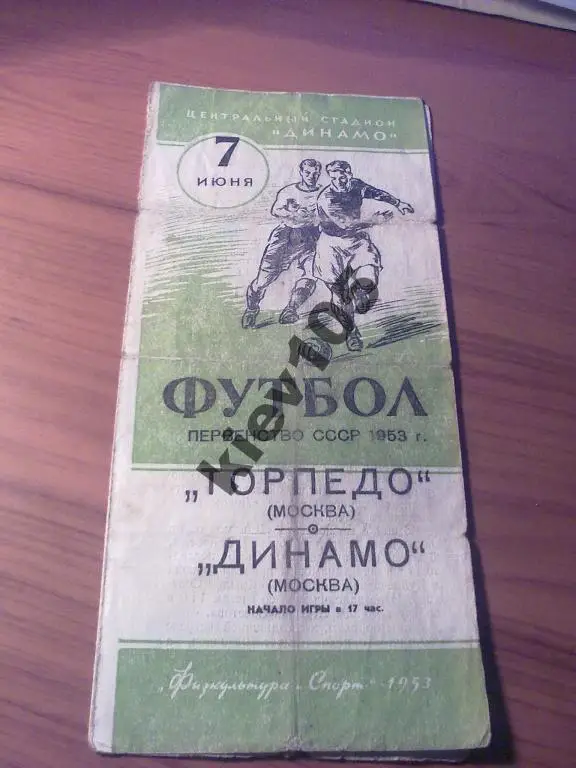 ЦЕНТРАЛЬНЫЙ СТАДИОН
„ДИНАМО“
7
ИЮНЯ
ФУТБОЛ
ПЕРВЕНСТВО СССР 1953 г.
„ТОРПЕДО“
(МОСКВА)
„ДИНАМО“
(МОСКВА)
НАЧАЛО ИГРЫ в 17 час.
„Физкультура и Спорт“ 1953
kiev105